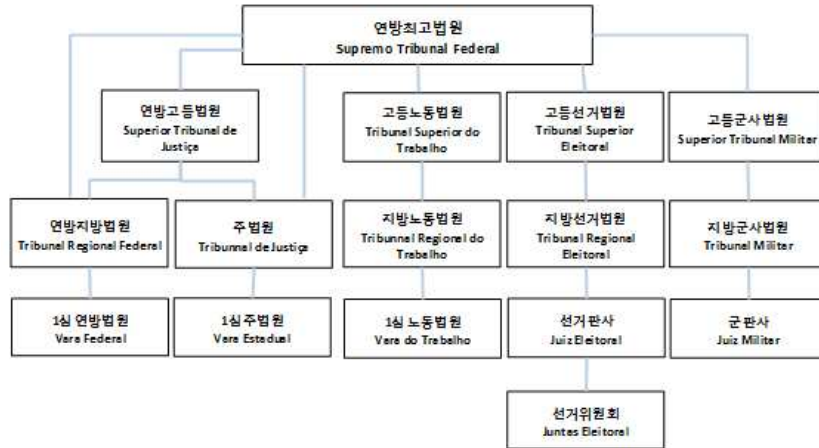 연방최고법원
Supremo Tribunal Federal
연방고등법원
Superior Tribunal de
Justiça
고등노동법원
Tribunal Superior do
Trabalho
고등선거법원
Tribunal Superior
Eleitoral
고등군사법원
Superior Tribunal Militar
연방지방법원
Tribunal Regional Federal
주법원
Tribunnal de Justiça
지방노동법원
Tribunnal Regional do
Trabalho
지방선거법원
Tribunal Regional
Eleitoral
지방군사법원
Tribunal Militar
1심 연방법원
Vara Federal
1심주법원
Vara Estadual
1심 노동법원
Vara do Trabalho
선거판사
Juiz Eleitoral
군판사
Juiz Militar
선거위원회
Juntas Eleitoral